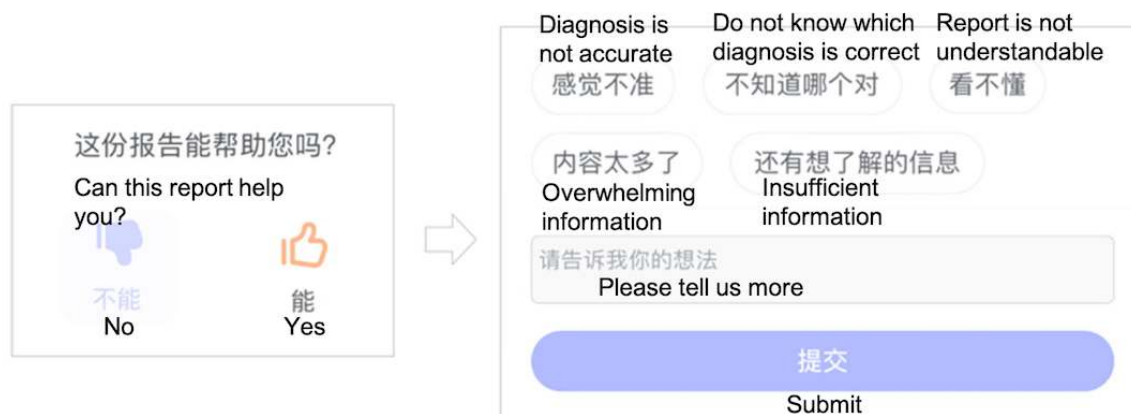 这份报告能帮助您吗?
Can this report help
you?
不能
No
能
Yes
Diagnosis is
not accurate
感觉不准
Do not know which
diagnosis is correct
不知道哪个对
Report is not
understandable
看不懂
内容太多了
Overwhelming
information
还有想了解的信息
Insufficient
information
请告诉我你的想法
Please tell us more
提交
Submit